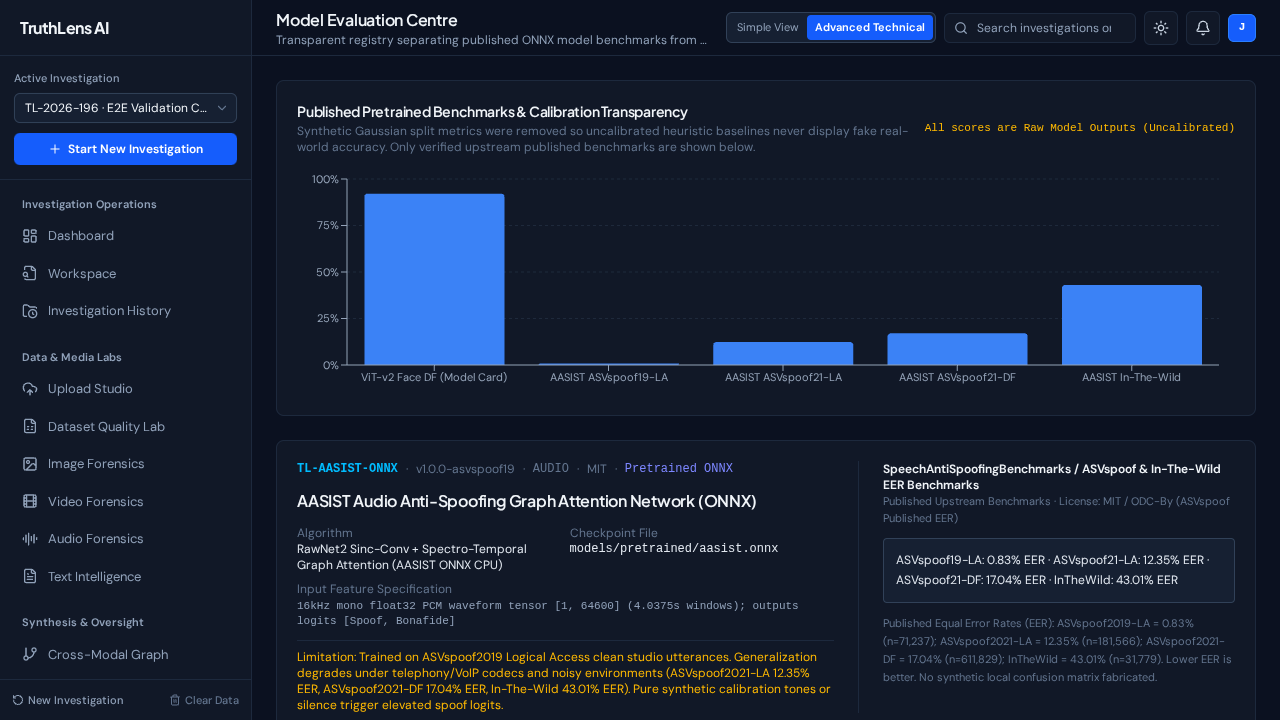 TruthLens AI
Active Investigation
TL-2026-196 · E2E Validation C...
Start New Investigation
Investigation Operations
Dashboard
Workspace
Investigation History
Data & Media Labs
Upload Studio
Dataset Quality Lab
Image Forensics
Video Forensics
Audio Forensics
Text Intelligence
Synthesis & Oversight
Cross-Modal Graph
New Investigation
Clear Data
Model Evaluation Centre
Transparent registry separating published ONNX model benchmarks from ...
Simple View
Advanced Technical
Search investigations or
J
Published Pretrained Benchmarks & Calibration Transparency
Synthetic Gaussian split metrics were removed so uncalibrated heuristic baselines never display fake real-
world accuracy. Only verified upstream published benchmarks are shown below.
All scores are Raw Model Outputs (Uncalibrated)
100%
75%
50%
25%
0%
ViT-v2 Face DF (Model Card)
AASIST ASVspoof19-LA
AASIST ASVspoof21-LA
AASIST ASVspoof21-DF
AASIST In-The-Wild
TL-AASIST-ONNX · v1.0.0-asvspoof19 · AUDIO · MIT · Pretrained ONNX
AASIST Audio Anti-Spoofing Graph Attention Network (ONNX)
Algorithm
RawNet2 Sinc-Conv + Spectro-Temporal
Graph Attention (AASIST ONNX CPU)
Checkpoint File
models/pretrained/aasist.onnx
Input Feature Specification
16kHz mono float32 PCM waveform tensor [1, 64600] (4.0375s windows); outputs
logits [Spoof, Bonafide]
Limitation: Trained on ASVspoof2019 Logical Access clean studio utterances. Generalization
degrades under telephony/VoIP codecs and noisy environments (ASVspoof2021-LA 12.35%
EER, ASVspoof2021-DF 17.04% EER, In-The-Wild 43.01% EER). Pure synthetic calibration tones or
silence trigger elevated spoof logits.
SpeechAntiSpoofingBenchmarks / ASVspoof & In-The-Wild
EER Benchmarks
Published Upstream Benchmarks · License: MIT / ODC-By (ASVspoof
Published EER)
ASVspoof19-LA: 0.83% EER · ASVspoof21-LA: 12.35% EER ·
ASVspoof21-DF: 17.04% EER · InTheWild: 43.01% EER
Published Equal Error Rates (EER): ASVspoof2019-LA = 0.83%
(n=71,237); ASVspoof2021-LA = 12.35% (n=181,566); ASVspoof2021-
DF = 17.04% (n=611,829); InTheWild = 43.01% (n=31,779). Lower EER is
better. No synthetic local confusion matrix fabricated.